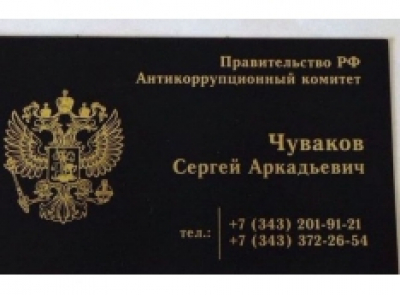 Правительство РФ
Антикоррупционный комитет
Чуваков
Сергей Аркадьевич
тел.: +7 (343) 201-91-21
+7 (343) 372-26-54